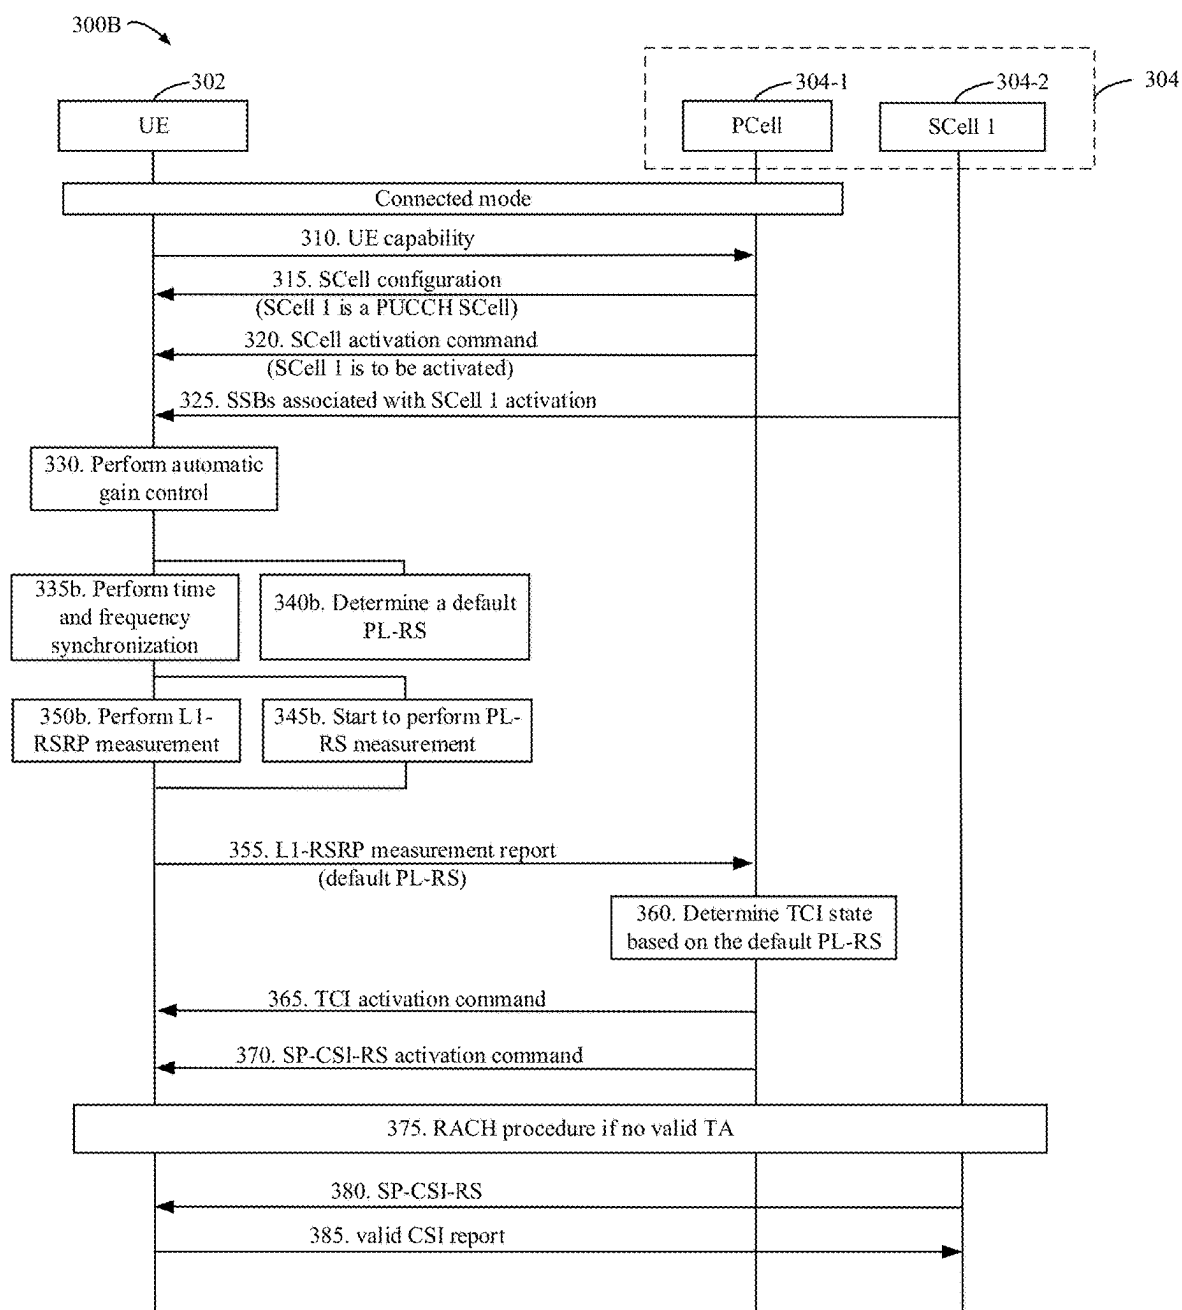 300B
302
304-1
304-2
304
UE
PCell
SCell 1
Connected mode
310. UE capability
315. SCell configuration
(SCell 1 is a PUCCH SCell)
320. SCell activation command
(SCell 1 is to be activated)
325. SSBs associated with SCell 1 activation
330. Perform automatic
gain control
335b. Perform time
and frequency
synchronization
340b. Determine a default
PL-RS
350b. Perform L1-
RSRP measurement
345b. Start to perform PL-
RS measurement
355. L1-RSRP measurement report
(default PL-RS)
360. Determine TCI state
based on the default PL-RS
365. TCI activation command
370. SP-CSI-RS activation command
375. RACH procedure if no valid TA
380. SP-CSI-RS
385. valid CSI report